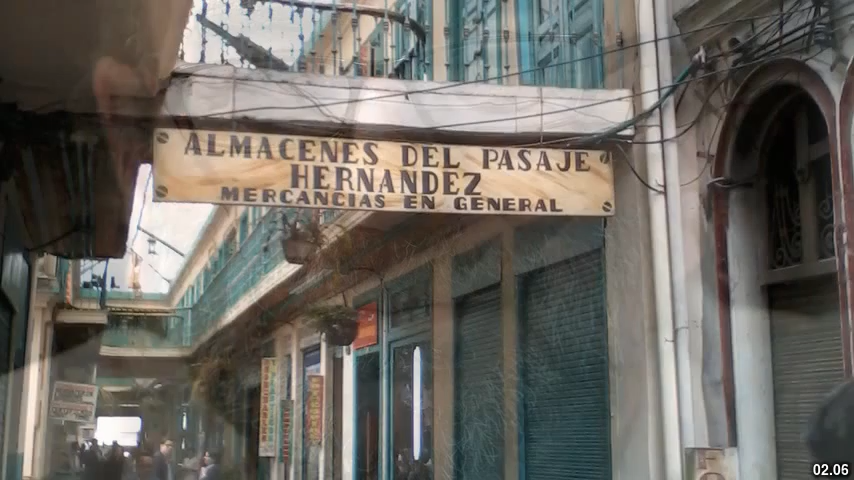 ALMACENES DEL PASAJE
HERNANDEZ
MERCANCIAS EN GENERAL
02.06